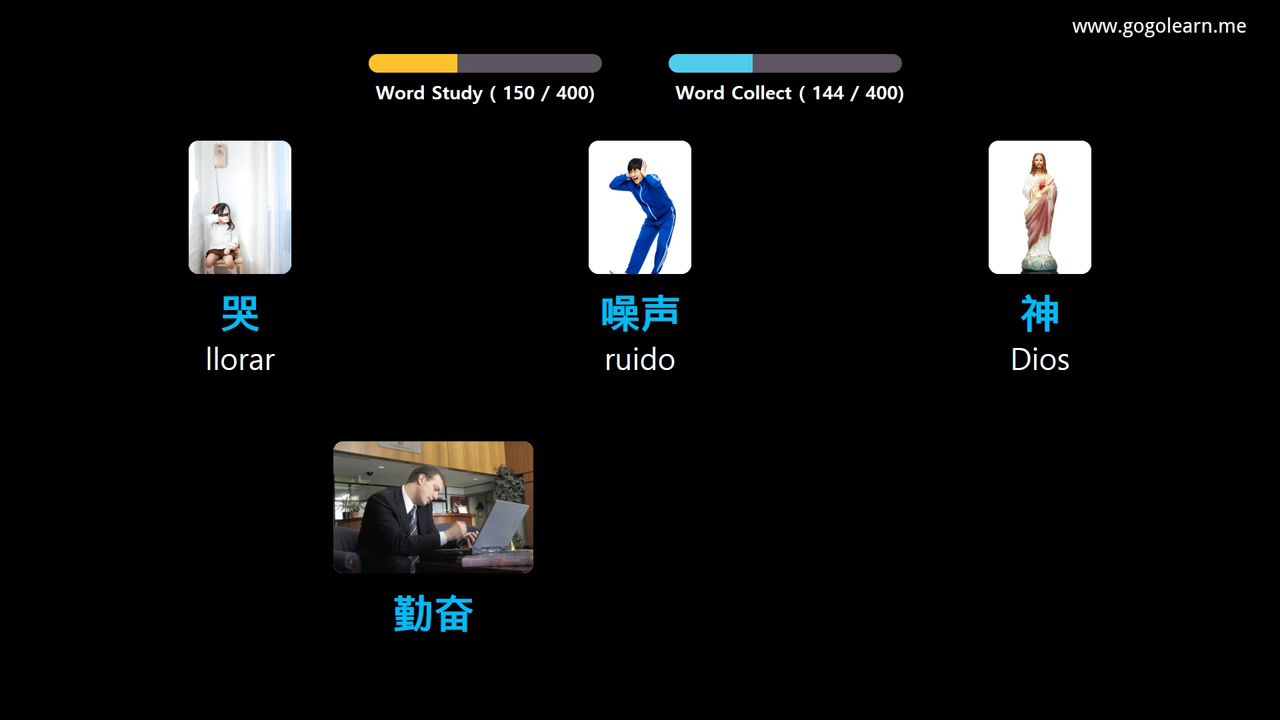 www.gogolearn.me
Word Study ( 150 / 400)
Word Collect ( 144 / 400)
哭
llorar
噪声
ruido
神
Dios
勤奋